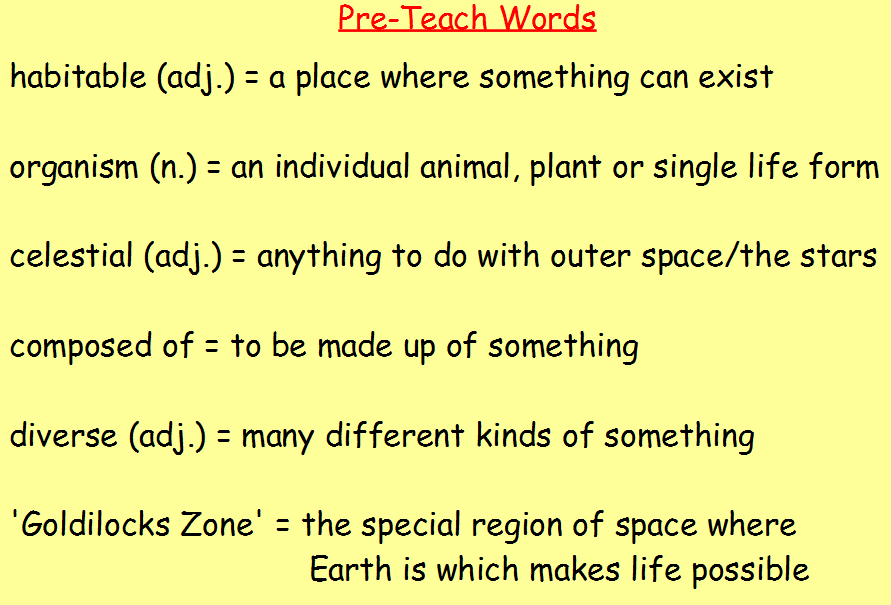 Pre-Teach Words
habitable (adj.) = a place where something can exist
organism (n.) = an individual animal, plant or single life form
celestial (adj.) = anything to do with outer space/the stars
composed of = to be made up of something
diverse (adj.) = many different kinds of something
'Goldilocks Zone' = the special region of space where
Earth is which makes life possible